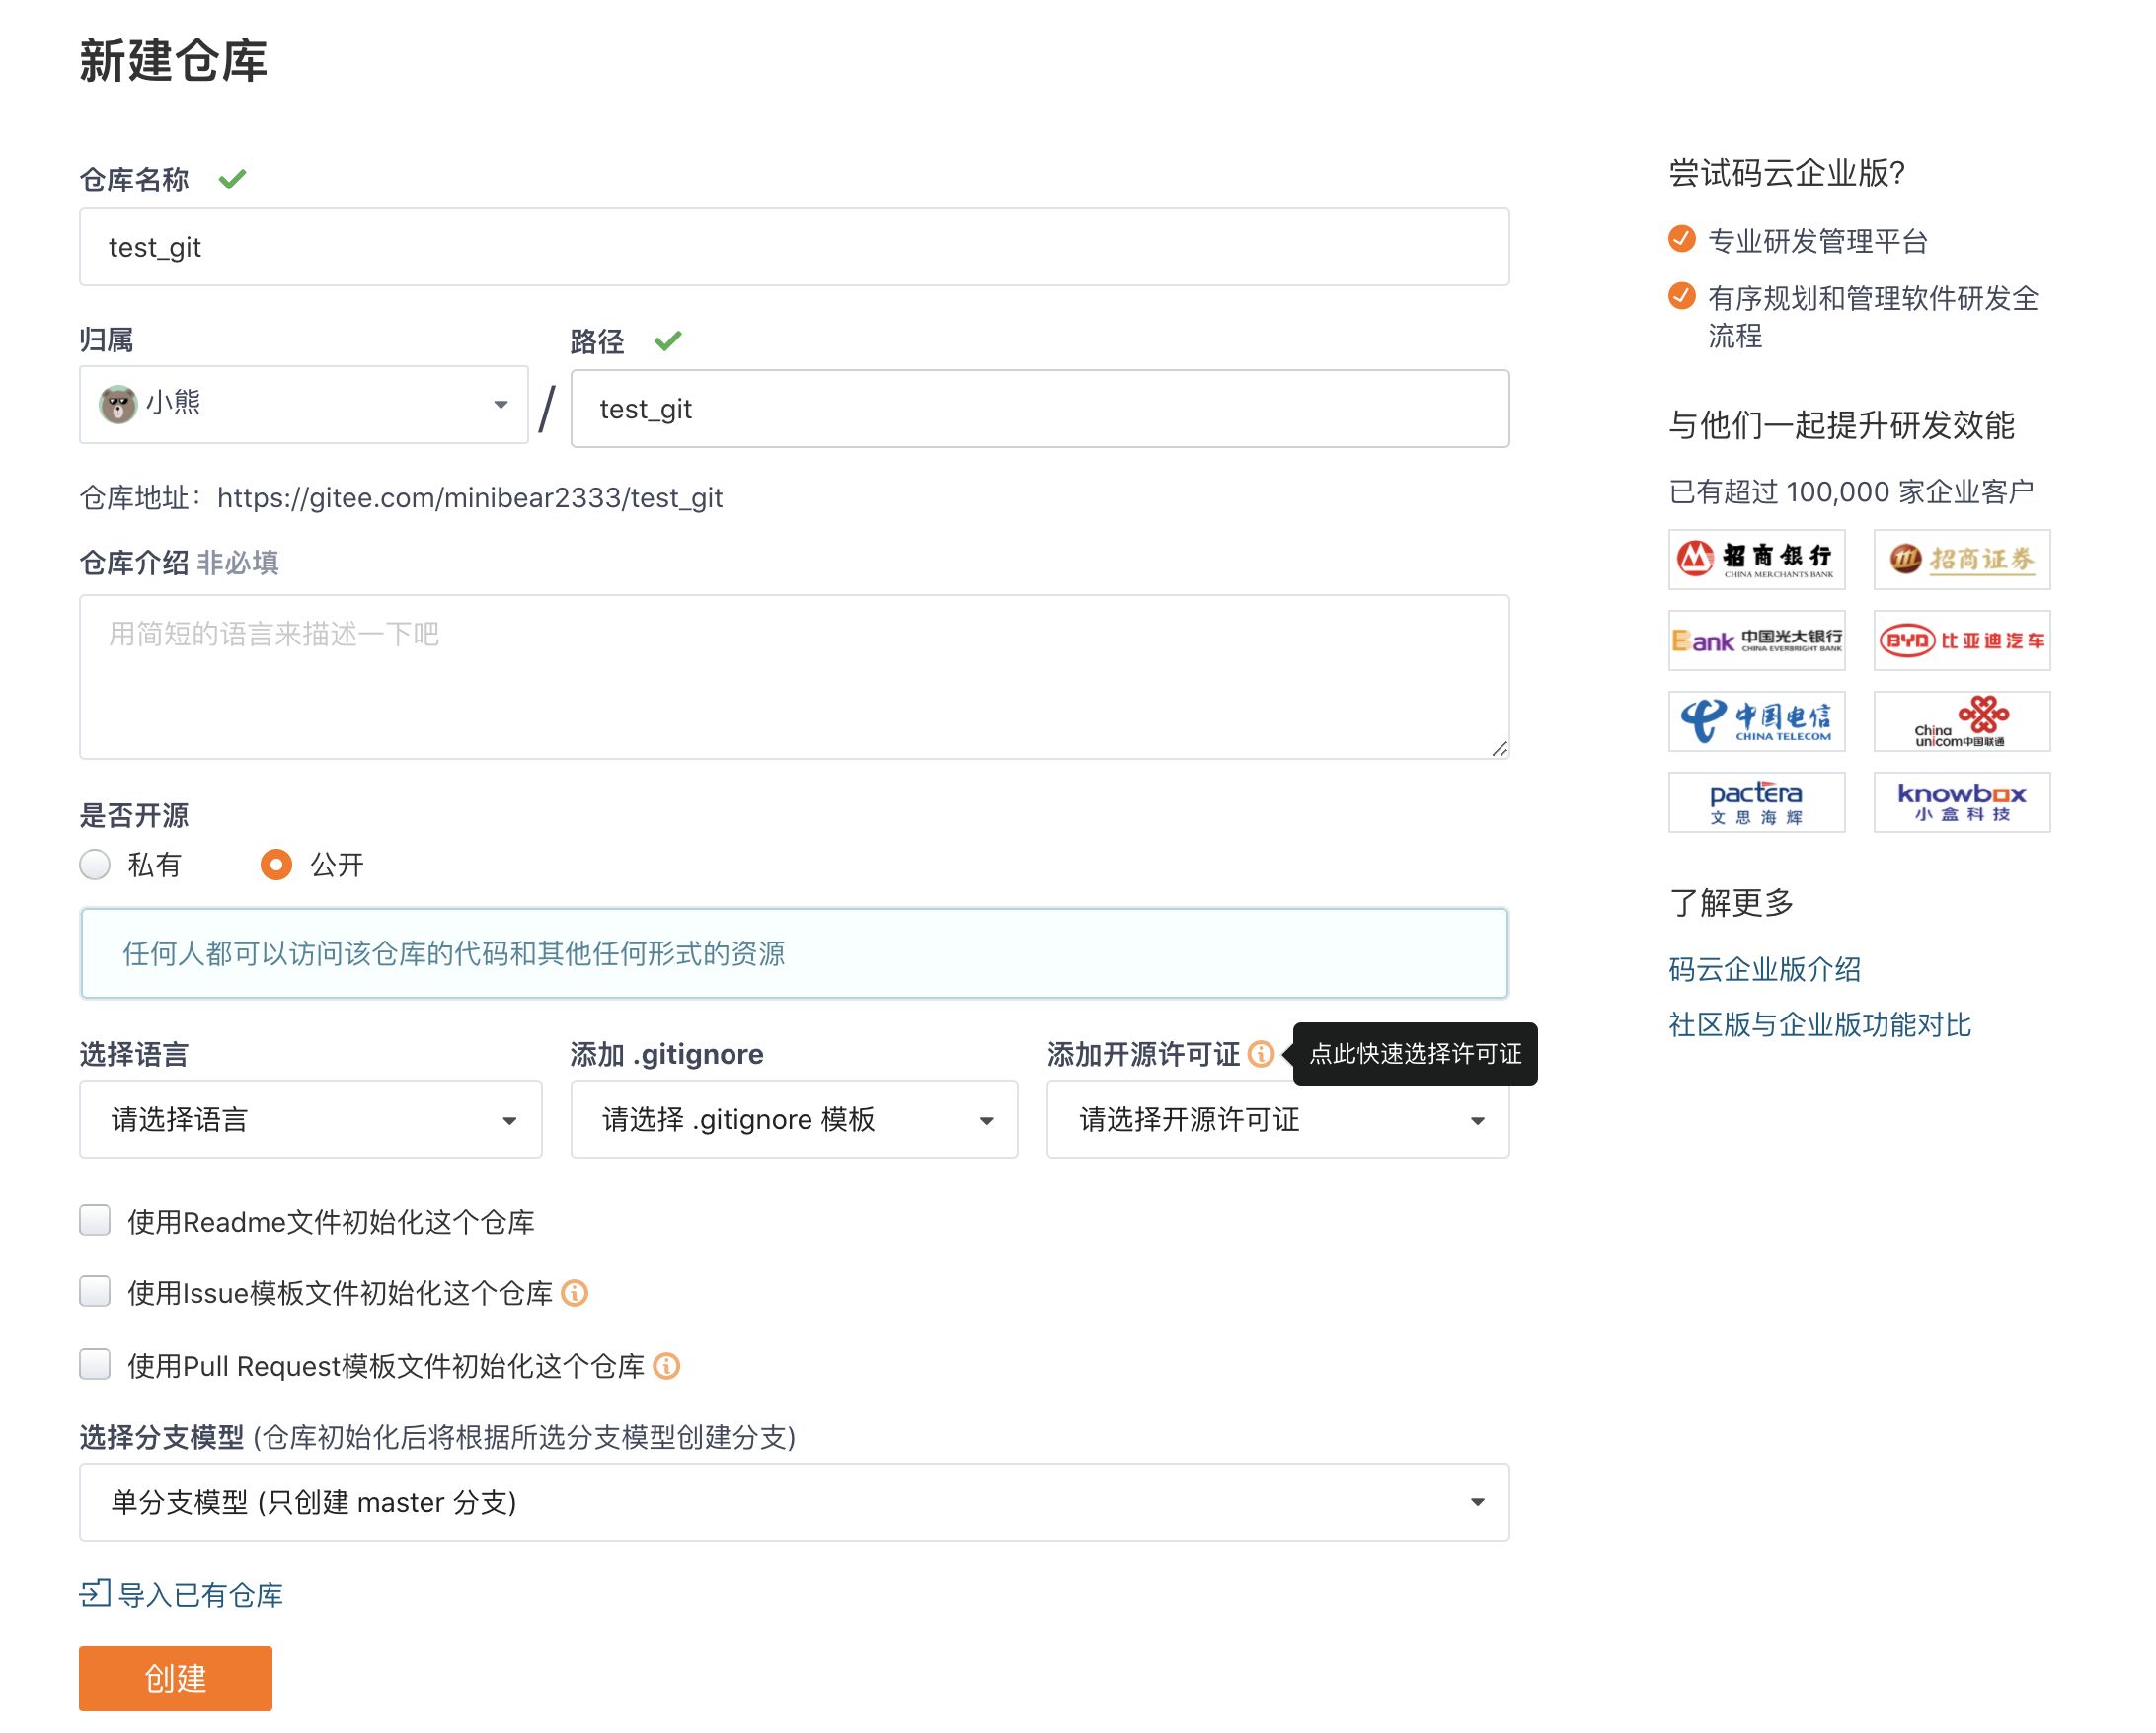 新建仓库
仓库名称
test_git
归属
路径
小熊
/
test_git
仓库地址：https://gitee.com/minibear2333/test_git
仓库介绍 非必填
用简短的语言来描述一下吧
是否开源
私有
公开
任何人都可以访问该仓库的代码和其他任何形式的资源
选择语言
添加 .gitignore
添加开源许可证
点此快速选择许可证
请选择语言
请选择 .gitignore 模板
请选择开源许可证
使用Readme文件初始化这个仓库
使用Issue模板文件初始化这个仓库
使用Pull Request模板文件初始化这个仓库
选择分支模型 (仓库初始化后将根据所选分支模型创建分支)
单分支模型 (只创建 master 分支)
导入已有仓库
创建
尝试码云企业版?
专业研发管理平台
有序规划和管理软件研发全
流程
与他们一起提升研发效能
已有超过 100,000 家企业客户
招商银行
CHINA MERCHANTS BANK
招商证券
Bank 中国光大银行
CHINA EVERBRIGHT BANK
BYD 比亚迪汽车
中国电信
CHINA TELECOM
China
unicom中国联通
pactera
文思海辉
knowbox
小盒科技
了解更多
码云企业版介绍
社区版与企业版功能对比